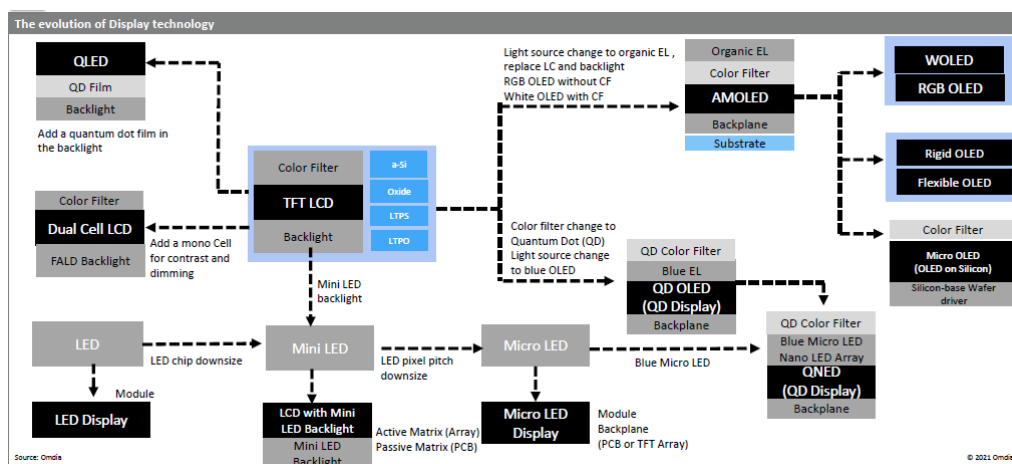 The evolution of Display technology
QLED
QD Film
Backlight
Add a quantum dot film in
the backlight
Color Filter
Dual Cell LCD
FALD Backlight
Add a mono Cell
for contrast and
dimming
Color Filter
TFT LCD
Backlight
a-Si
Oxide
LTPS
LTPO
Mini LED
backlight
Light source change to organic EL ,
replace LC and backlight
RGB OLED without CF
White OLED with CF
Organic EL
Color Filter
AMOLED
Backplane
Substrate
WOLED
RGB OLED
Rigid OLED
Flexible OLED
Color Filter
Micro OLED
(OLED on Silicon)
Silicon-base Wafer
driver
Color filter change to
Quantum Dot (QD)
Light source change
to blue OLED
QD Color Filter
Blue EL
QD OLED
(QD Display)
Backplane
LED
LED chip downsize
Module
LED Display
Mini LED
LED pixel pitch
downsize
LCD with Mini
LED Backlight
Mini LED
Backlight
Active Matrix (Array)
Passive Matrix (PCB)
Micro LED
Blue Micro LED
Micro LED
Display
Module
Backplane
(PCB or TFT Array)
QD Color Filter
Blue Micro LED
Nano LED Array
QNED
(QD Display)
Backplane
Source: Omdia
© 2021 Omdia